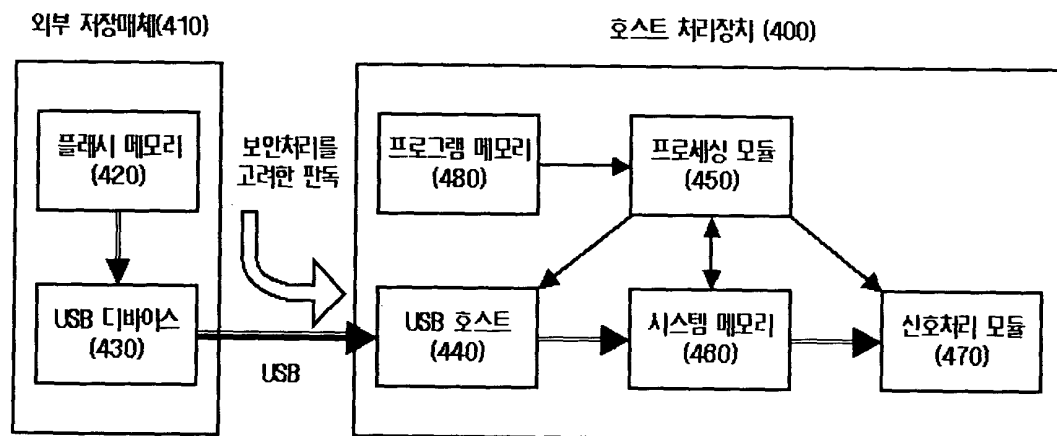 외부 저장매체(410)
호스트 처리장치 (400)
플래시 메모리
(420)
보안처리를
고려한 판독
프로그램 메모리
(480)
프로세싱 모듈
(450)
USB 디바이스
(430)
USB
USB 호스트
(440)
시스템 메모리
(460)
신호처리 모듈
(470)